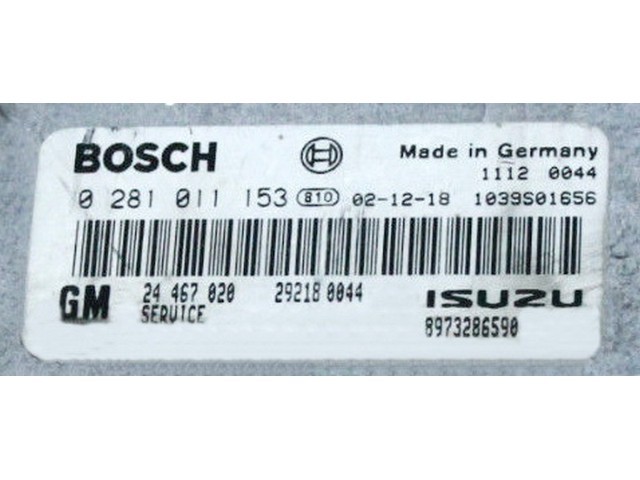 BOSCH Made in Germany
1112 0044
0 281 011 153 810 02-12-18 1039S01656
GM 24 467 020 29218 0044 ISUZU
SERVICE 8973286590